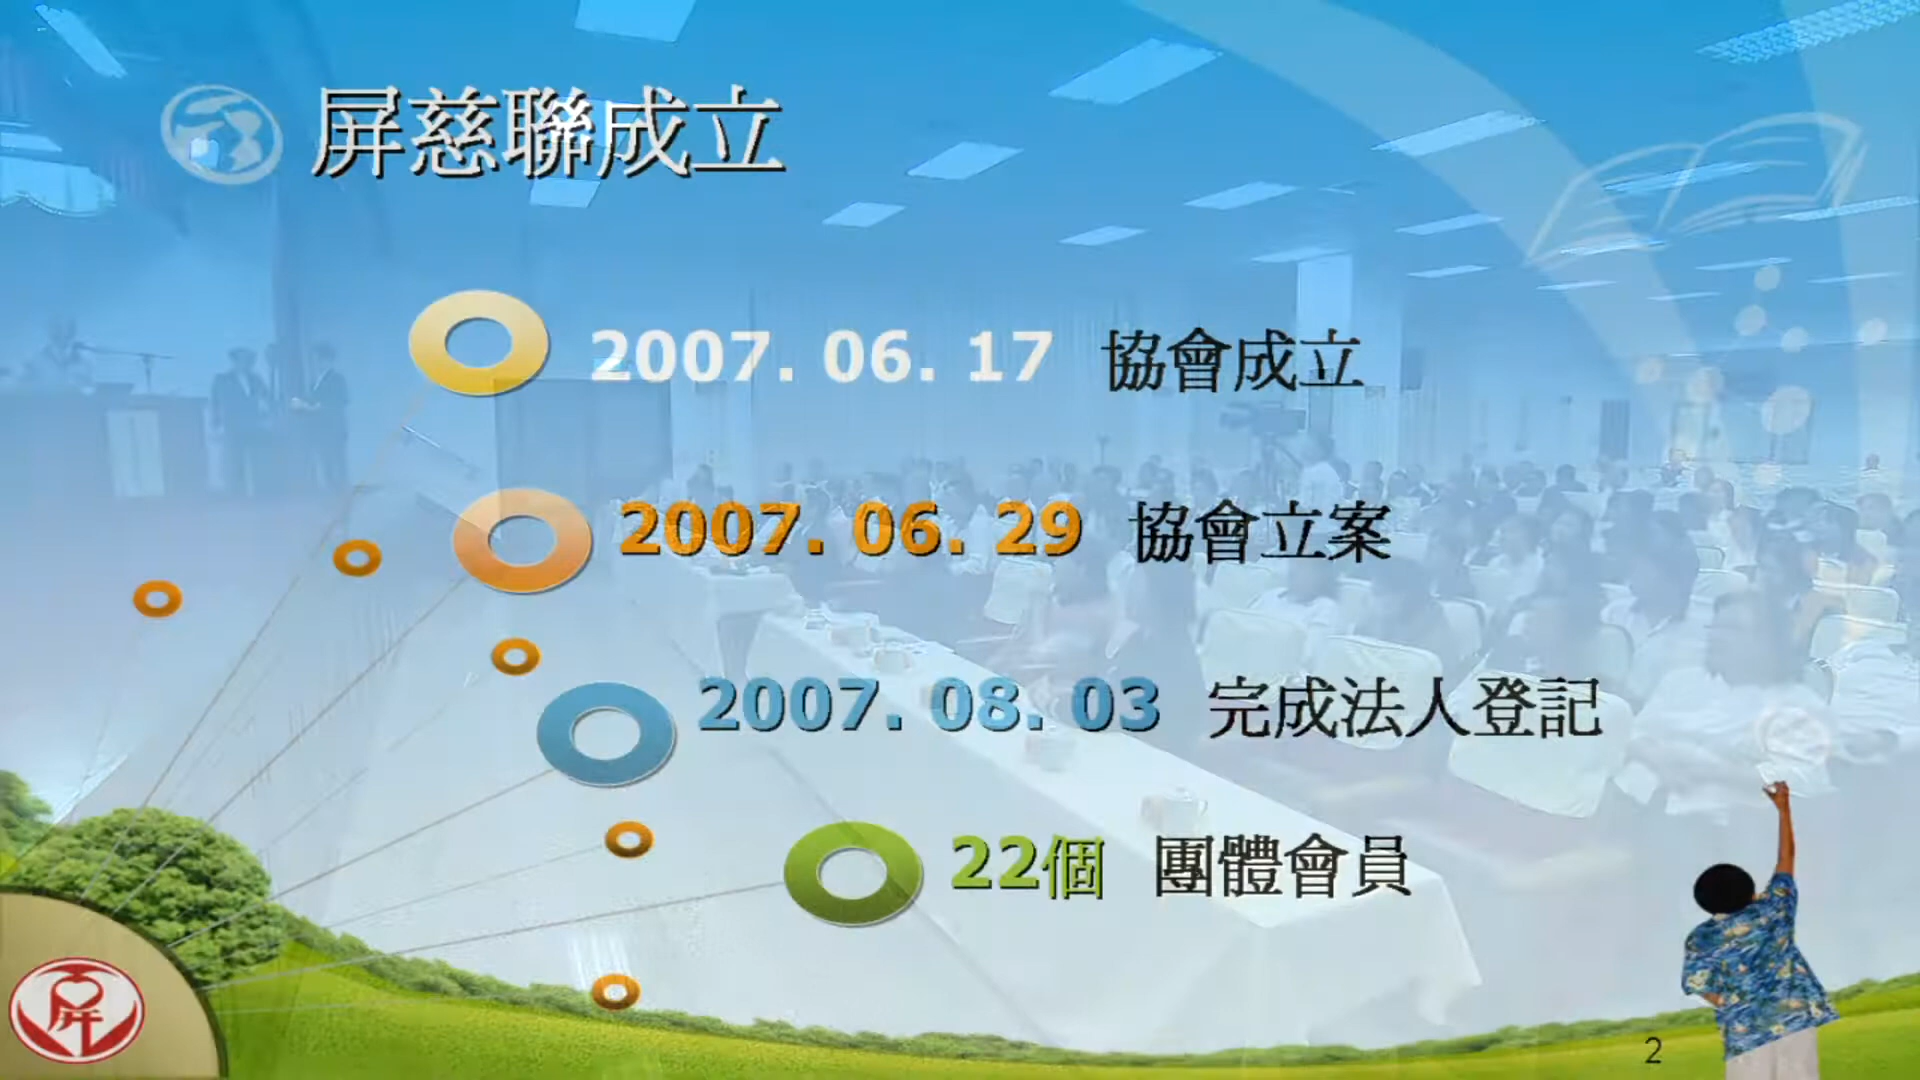 屏慈聯成立
2007. 06. 17 協會成立
2007. 06. 29 協會立案
2007. 08. 03 完成法人登記
22個 團體會員
屏
2